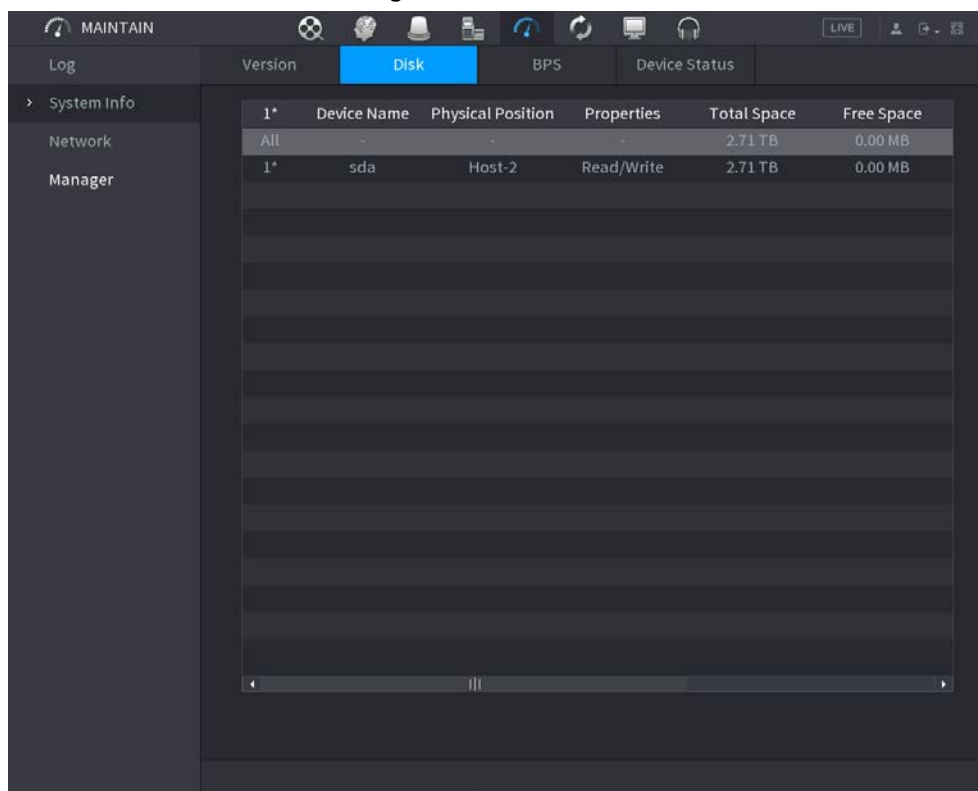 MAINTAIN LIVE
Log Version Disk BPS Device Status
System Info
1* Device Name Physical Position Properties Total Space Free Space
Network All - - - 2.71 TB 0.00 MB
1* sda Host-2 Read/Write 2.71 TB 0.00 MB
Manager